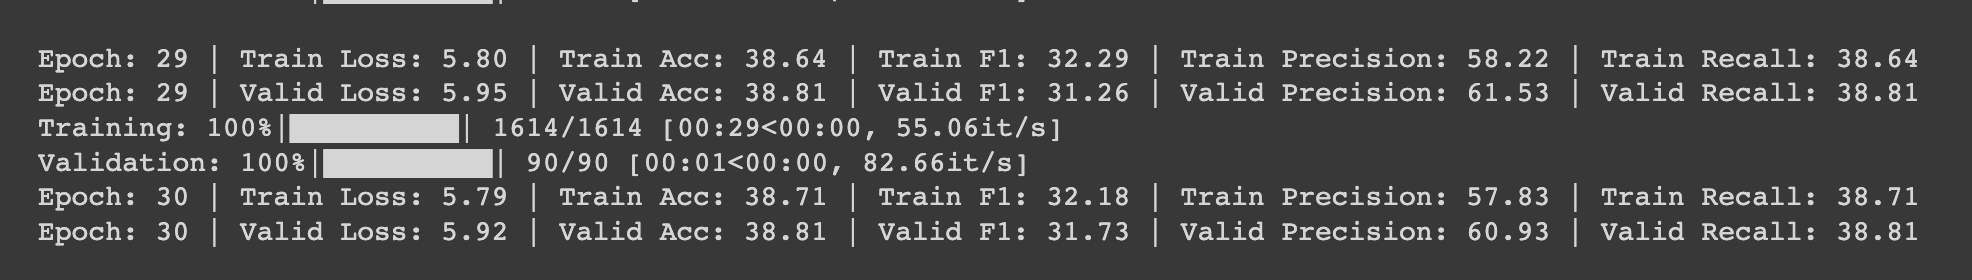 Epoch: 29 | Train Loss: 5.80 | Train Acc: 38.64 | Train F1: 32.29 | Train Precision: 58.22 | Train Recall: 38.64
Epoch: 29 | Valid Loss: 5.95 | Valid Acc: 38.81 | Valid F1: 31.26 | Valid Precision: 61.53 | Valid Recall: 38.81
Training: 100%|██████████| 1614/1614 [00:29<00:00, 55.06it/s]
Validation: 100%|██████████| 90/90 [00:01<00:00, 82.66it/s]
Epoch: 30 | Train Loss: 5.79 | Train Acc: 38.71 | Train F1: 32.18 | Train Precision: 57.83 | Train Recall: 38.71
Epoch: 30 | Valid Loss: 5.92 | Valid Acc: 38.81 | Valid F1: 31.73 | Valid Precision: 60.93 | Valid Recall: 38.81